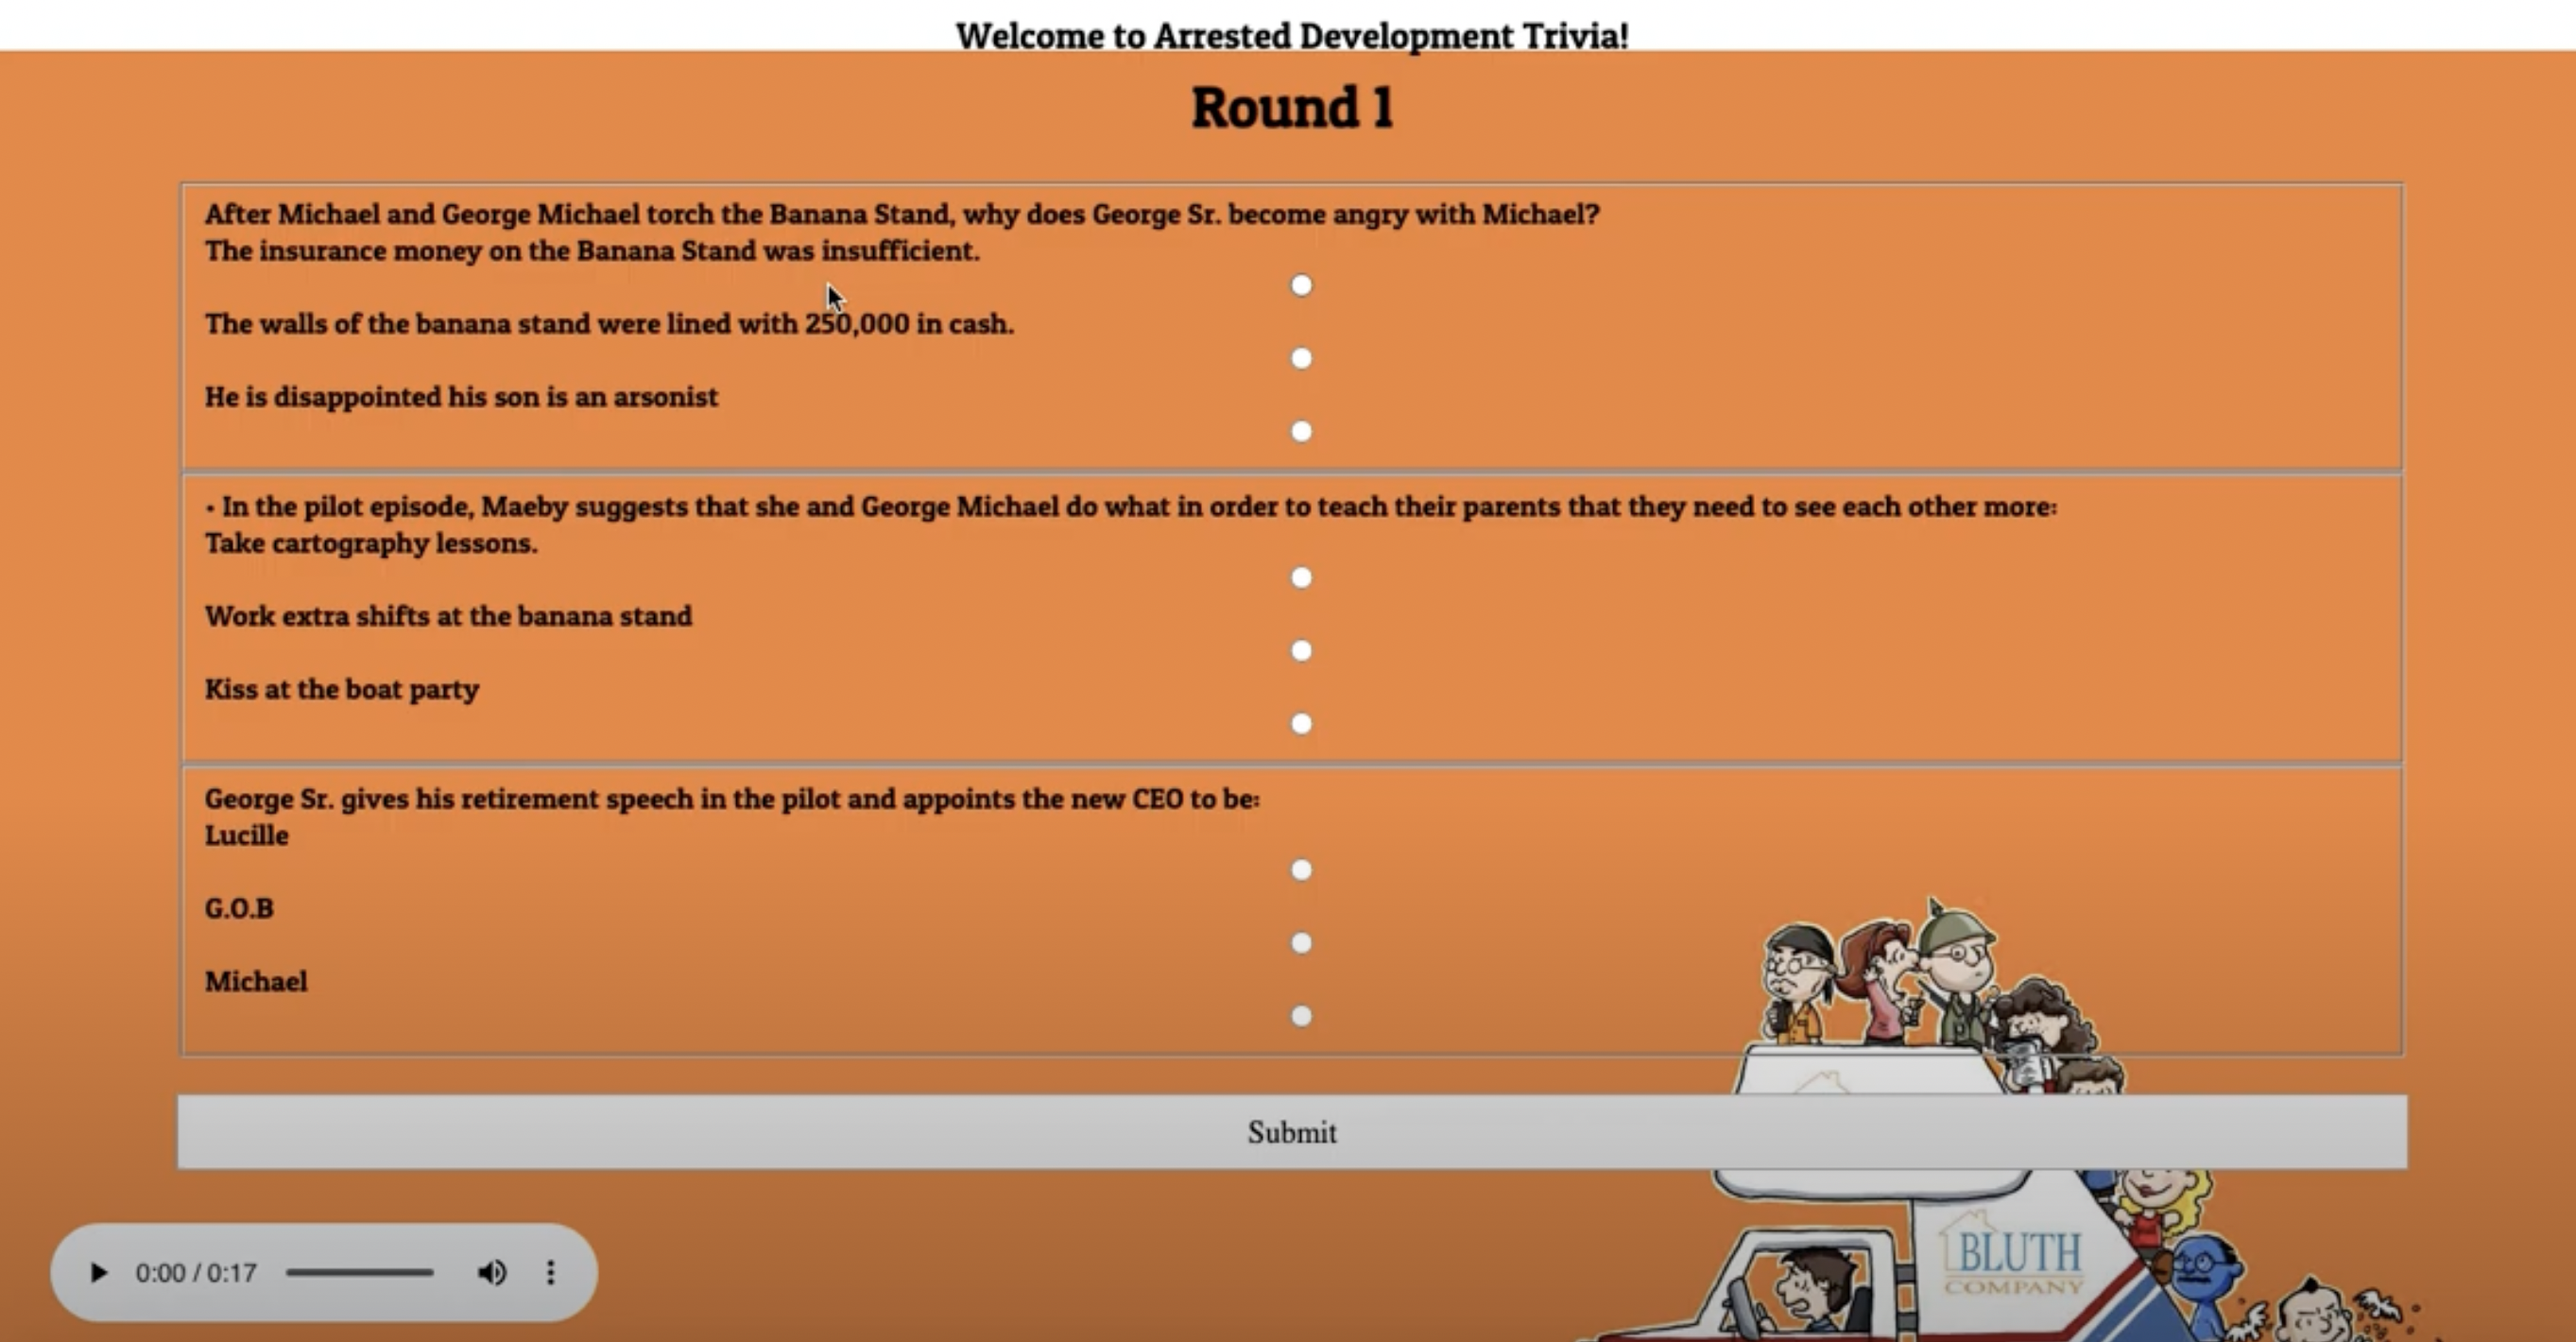 Welcome to Arrested Development Trivia!
Round 1
After Michael and George Michael torch the Banana Stand, why does George Sr. become angry with Michael?
The insurance money on the Banana Stand was insufficient.
The walls of the banana stand were lined with 250,000 in cash.
He is disappointed his son is an arsonist
• In the pilot episode, Maeby suggests that she and George Michael do what in order to teach their parents that they need to see each other more:
Take cartography lessons.
Work extra shifts at the banana stand
Kiss at the boat party
George Sr. gives his retirement speech in the pilot and appoints the new CEO to be:
Lucille
G.O.B
Michael
Submit
0:00 / 0:17
BLUTH
COMPANY